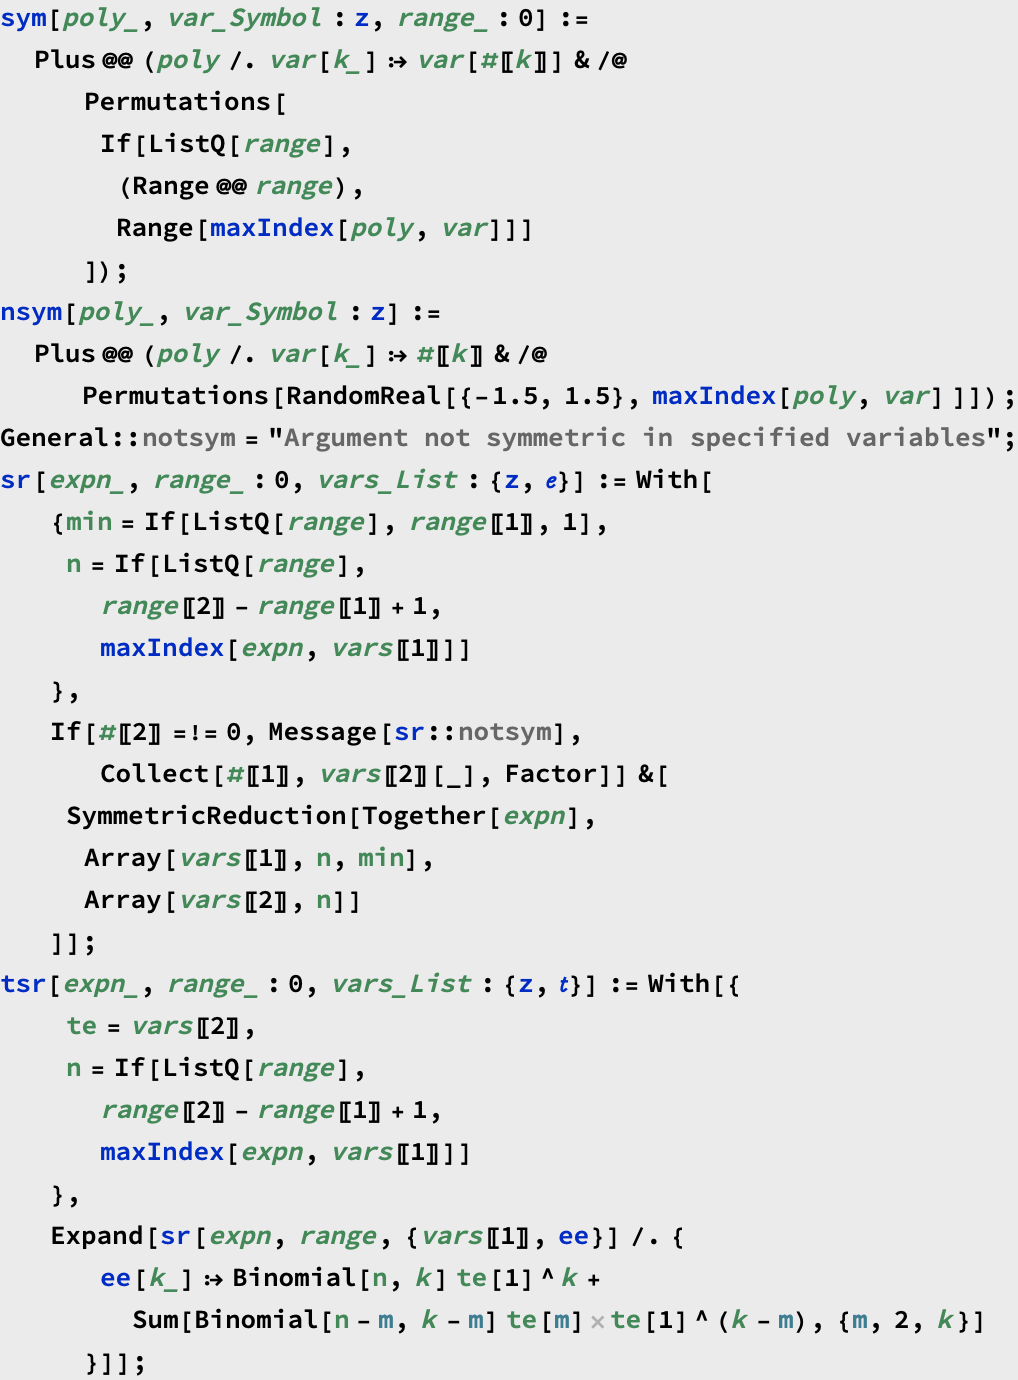 sym[poly_, var_Symbol : z, range_ : 0] :=
Plus @@ (poly /. var[k_] :→ var[#〚k〛] & /@
Permutations[
If[ListQ[range],
(Range @@ range),
Range[maxIndex[poly, var]]]
]);
nsym[poly_, var_Symbol : z] :=
Plus @@ (poly /. var[k_] :→ #〚k〛 & /@
Permutations[RandomReal[{-1.5, 1.5}, maxIndex[poly, var] ]]);
General::notsym = "Argument not symmetric in specified variables";
sr[expn_, range_ : 0, vars_List : {z, e}] := With[
{min = If[ListQ[range], range〚1〛, 1],
n = If[ListQ[range],
range〚2〛 - range〚1〛 + 1,
maxIndex[expn, vars〚1〛]]
},
If[#〚2〛 =!= 0, Message[sr::notsym],
Collect[#〚1〛, vars〚2〛[_], Factor]] &[
SymmetricReduction[Together[expn],
Array[vars〚1〛, n, min],
Array[vars〚2〛, n]]
]];
tsr[expn_, range_ : 0, vars_List : {z, t}] := With[{
te = vars〚2〛,
n = If[ListQ[range],
range〚2〛 - range〚1〛 + 1,
maxIndex[expn, vars〚1〛]]
},
Expand[sr[expn, range, {vars〚1〛, ee}] /. {
ee[k_] :→ Binomial[n, k] te[1] ^ k +
Sum[Binomial[n - m, k - m] te[m] × te[1] ^ (k - m), {m, 2, k}]
}]];